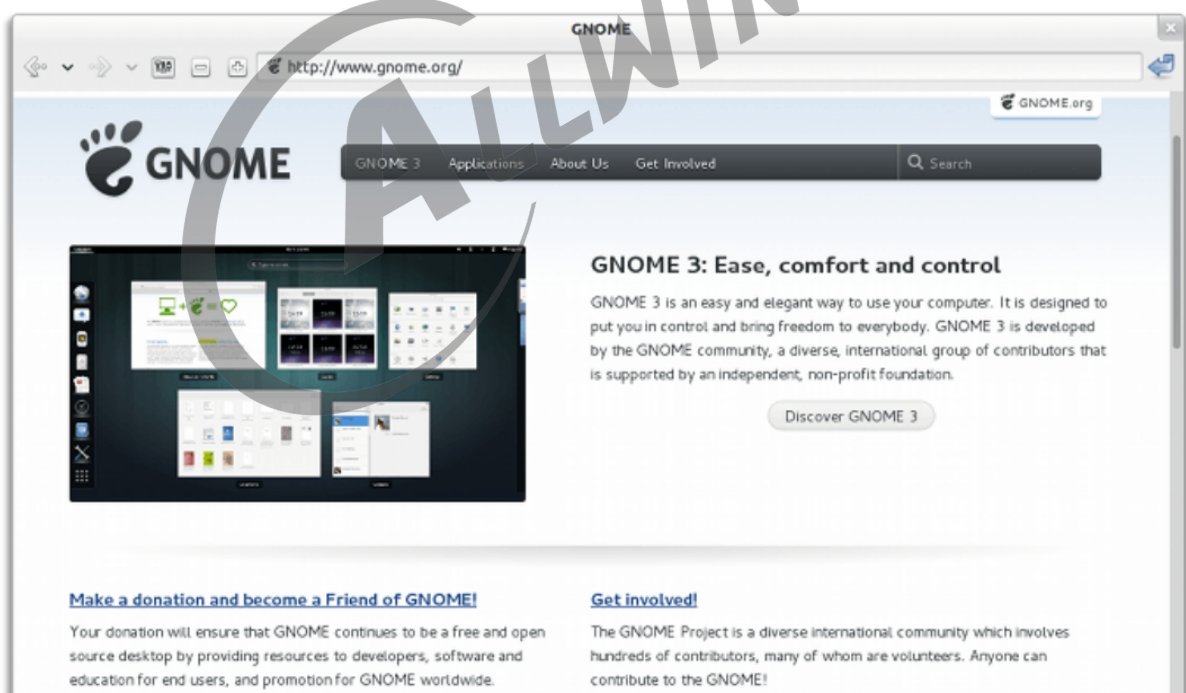 GNOME
http://www.gnome.org/
GNOME.org
GNOME
GNOME 3 Applications About Us Get Involved Search
GNOME 3: Ease, comfort and control
GNOME 3 is an easy and elegant way to use your computer. It is designed to
put you in control and bring freedom to everybody. GNOME 3 is developed
by the GNOME community, a diverse, international group of contributors that
is supported by an independent, non-profit foundation.
Discover GNOME 3
Make a donation and become a Friend of GNOME!
Your donation will ensure that GNOME continues to be a free and open
source desktop by providing resources to developers, software and
education for end users, and promotion for GNOME worldwide.
Get involved!
The GNOME Project is a diverse international community which involves
hundreds of contributors, many of whom are volunteers. Anyone can
contribute to the GNOME!